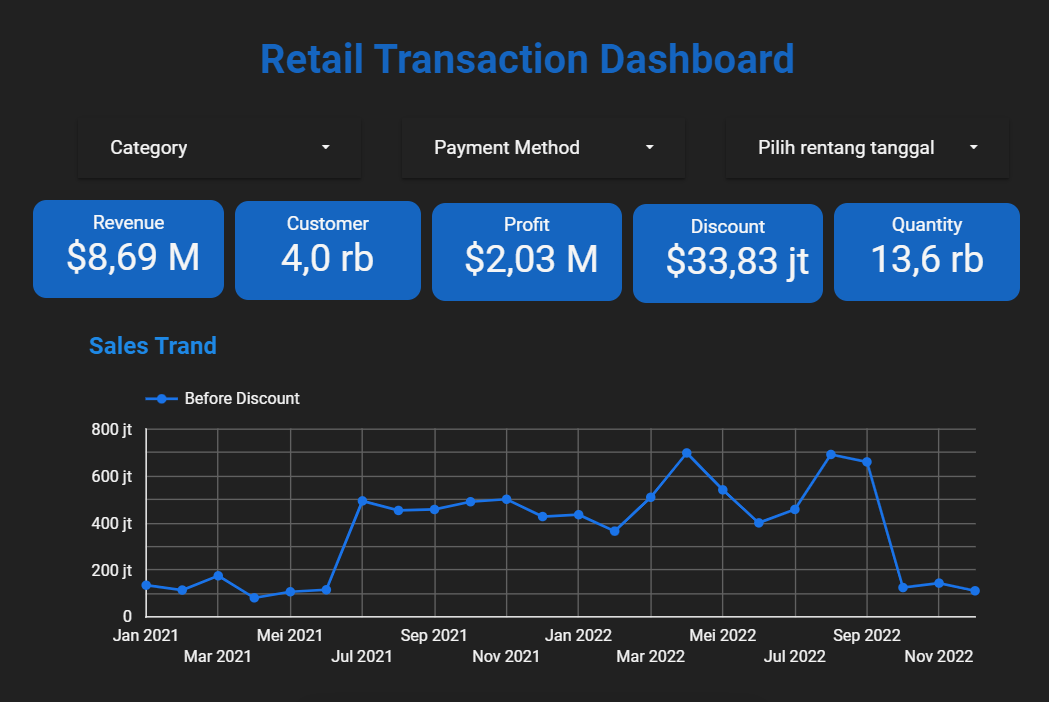 Retail Transaction Dashboard
Category
Payment Method
Pilih rentang tanggal
Revenue
$8,69 M
Customer
4,0 rb
Profit
$2,03 M
Discount
$33,83 jt
Quantity
13,6 rb
Sales Trand
Before Discount
800 jt
600 jt
400 jt
200 jt
0
Jan 2021
Mar 2021
Mei 2021
Jul 2021
Sep 2021
Nov 2021
Jan 2022
Mar 2022
Mei 2022
Jul 2022
Sep 2022
Nov 2022